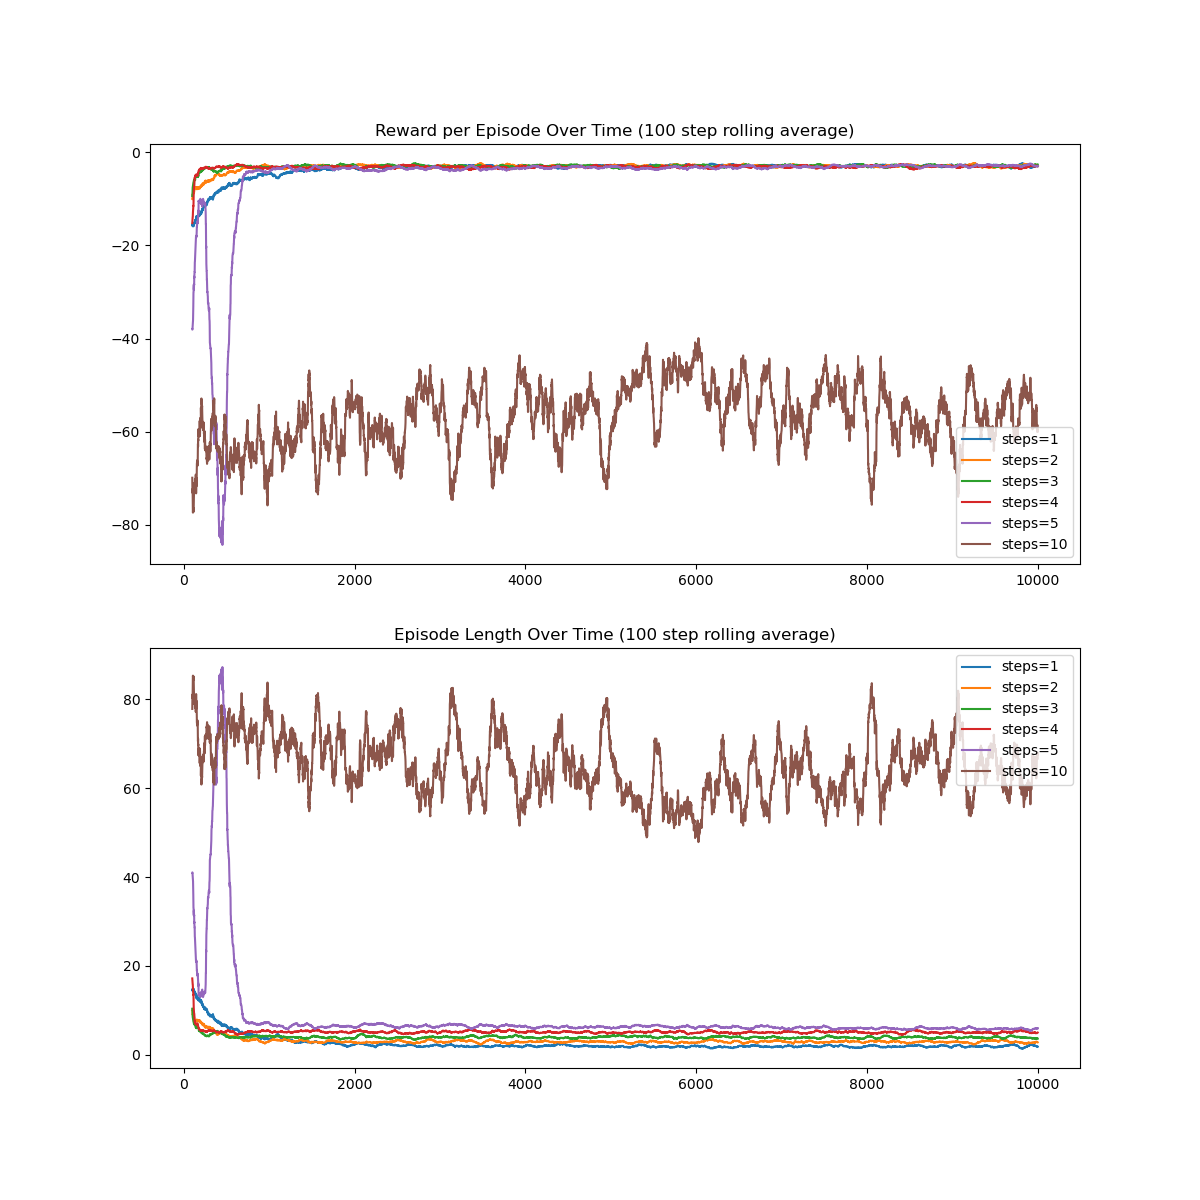 Reward per Episode Over Time (100 step rolling average)
0
−20
−40
−60
−80
steps=1
steps=2
steps=3
steps=4
steps=5
steps=10
0 2000 4000 6000 8000 10000
Episode Length Over Time (100 step rolling average)
80
60
40
20
0
steps=1
steps=2
steps=3
steps=4
steps=5
steps=10
0 2000 4000 6000 8000 10000